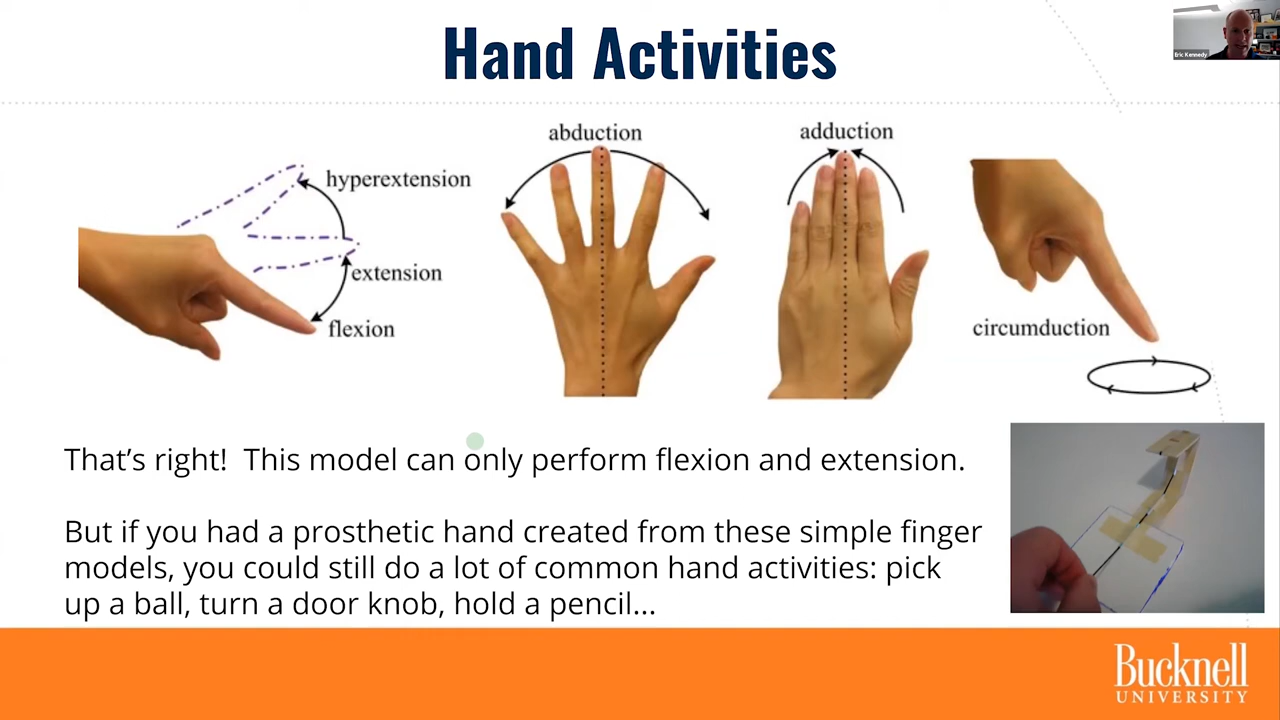 Hand Activities
Eric Kennedy
abduction
adduction
hyperextension
extension
flexion
circumduction
That’s right!  This model can only perform flexion and extension.
But if you had a prosthetic hand created from these simple finger
models, you could still do a lot of common hand activities: pick
up a ball, turn a door knob, hold a pencil...
Bucknell
UNIVERSITY